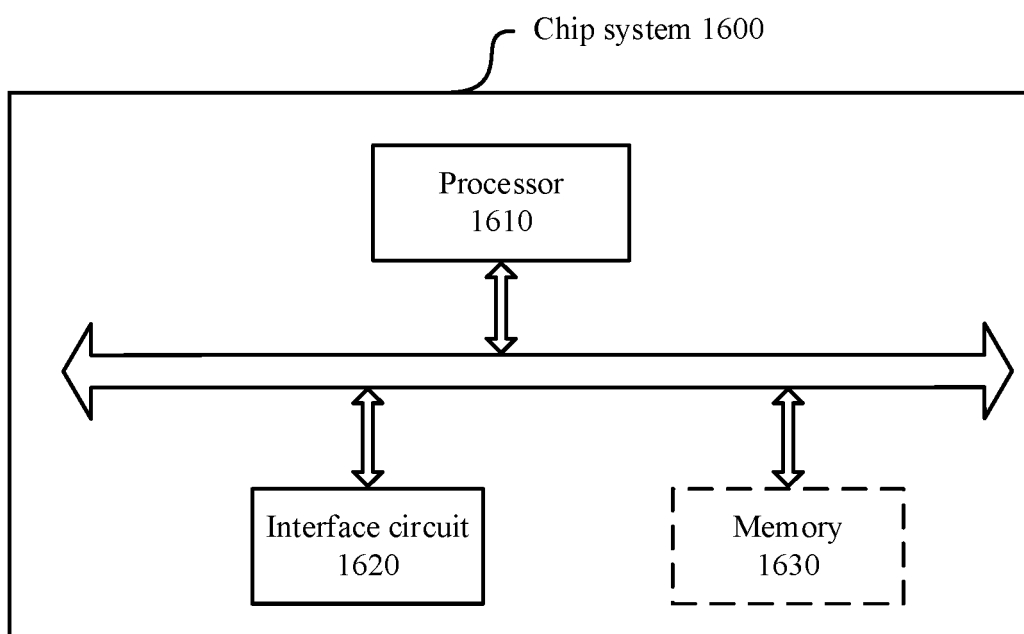 Chip system 1600
Processor
1610
Interface circuit
1620
Memory
1630